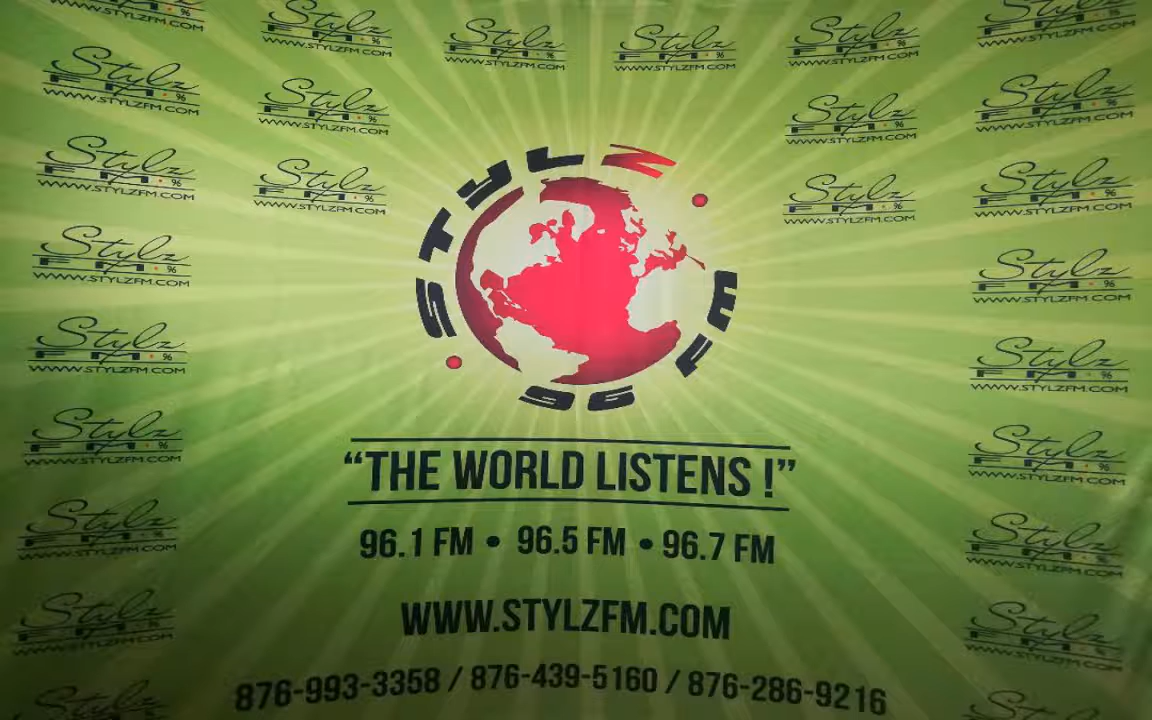 Stylz
FM 96
WWW.STYLZFM.COM
STYLZ FM 96
“THE WORLD LISTENS !”
96.1 FM • 96.5 FM • 96.7 FM
WWW.STYLZFM.COM
876-993-3358 / 876-439-5160 / 876-286-9216